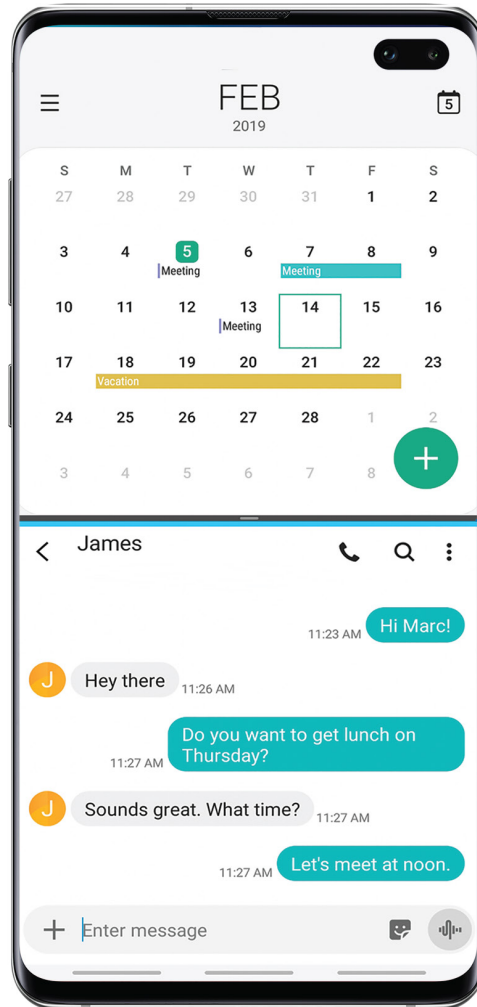 FEB
2019
5
S M T W T F S
27 28 29 30 31 1 2
3 4 5 6 7 8 9
Meeting Meeting
10 11 12 13 14 15 16
Meeting
17 18 19 20 21 22 23
Vacation
24 25 26 27 28 1 2
3 4 5 6 7 8
James
11:23 AM Hi Marc!
J Hey there 11:26 AM
Do you want to get lunch on
11:27 AM Thursday?
J Sounds great. What time? 11:27 AM
11:27 AM Let's meet at noon.
Enter message